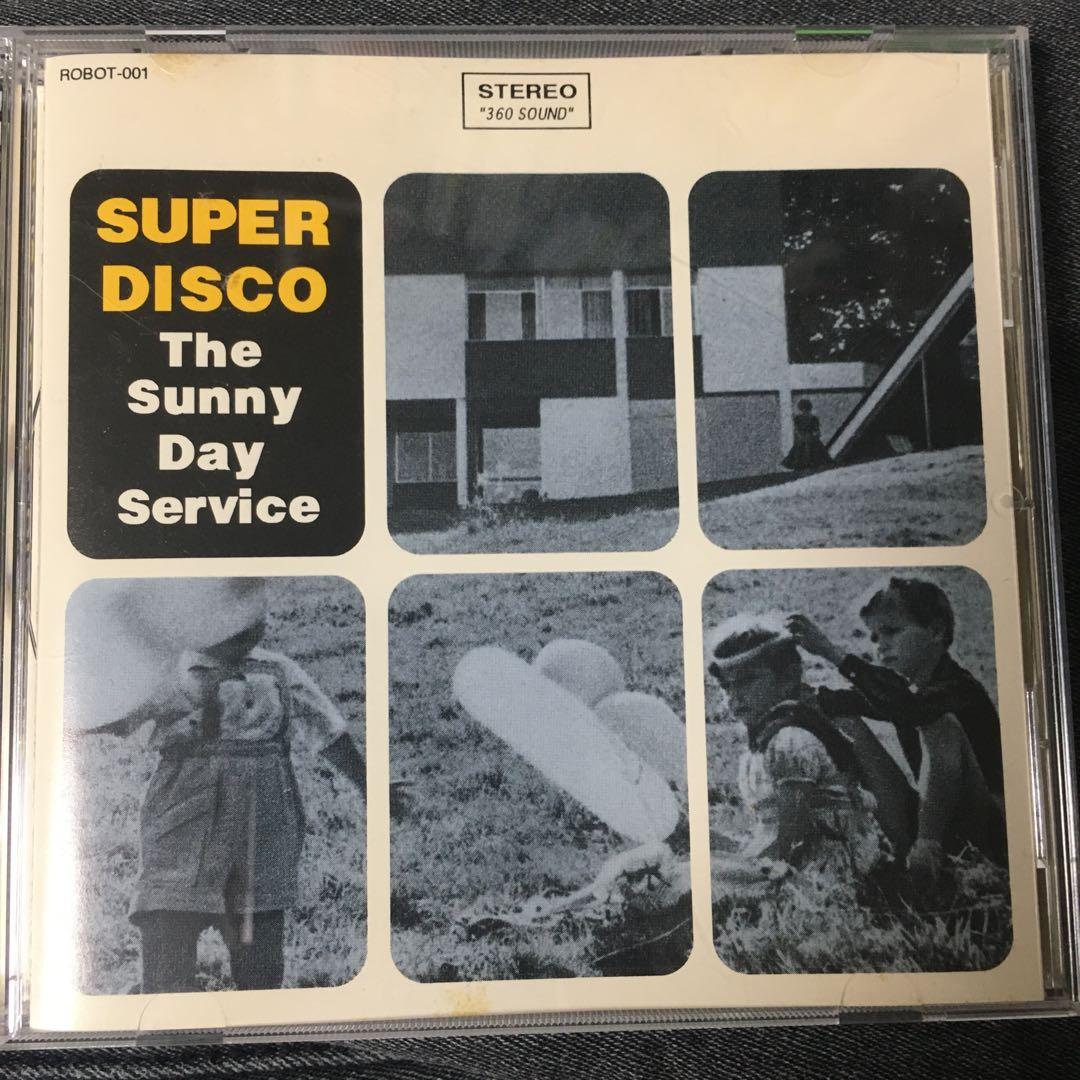 ROBOT-001
STEREO
"360 SOUND"
SUPER
DISCO
The
Sunny
Day
Service